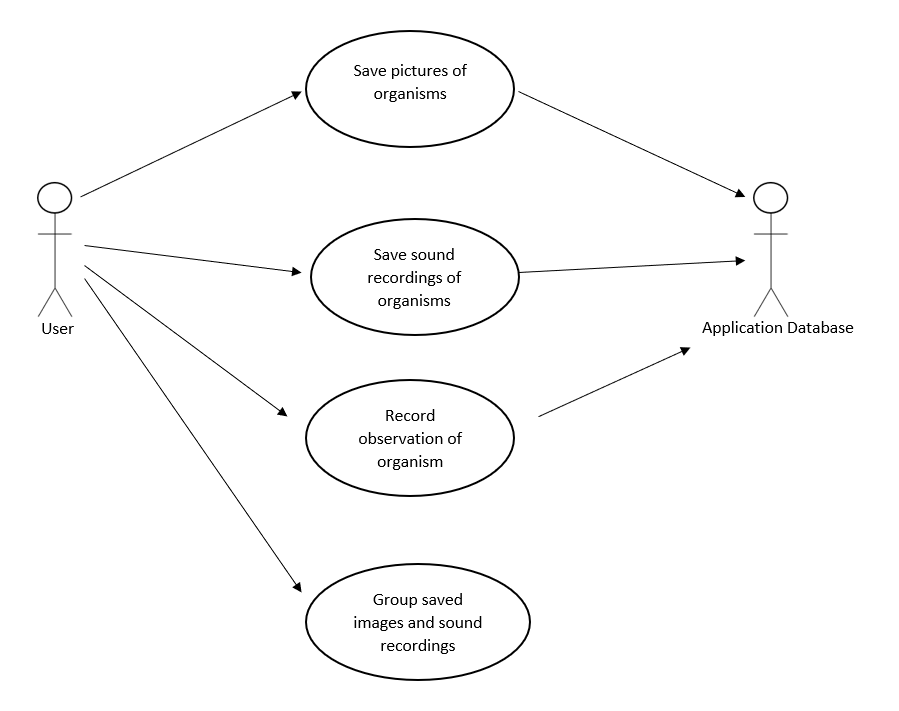 Save pictures of
organisms
Save sound
recordings of
organisms
User
Application Database
Record
observation of
organism
Group saved
images and sound
recordings